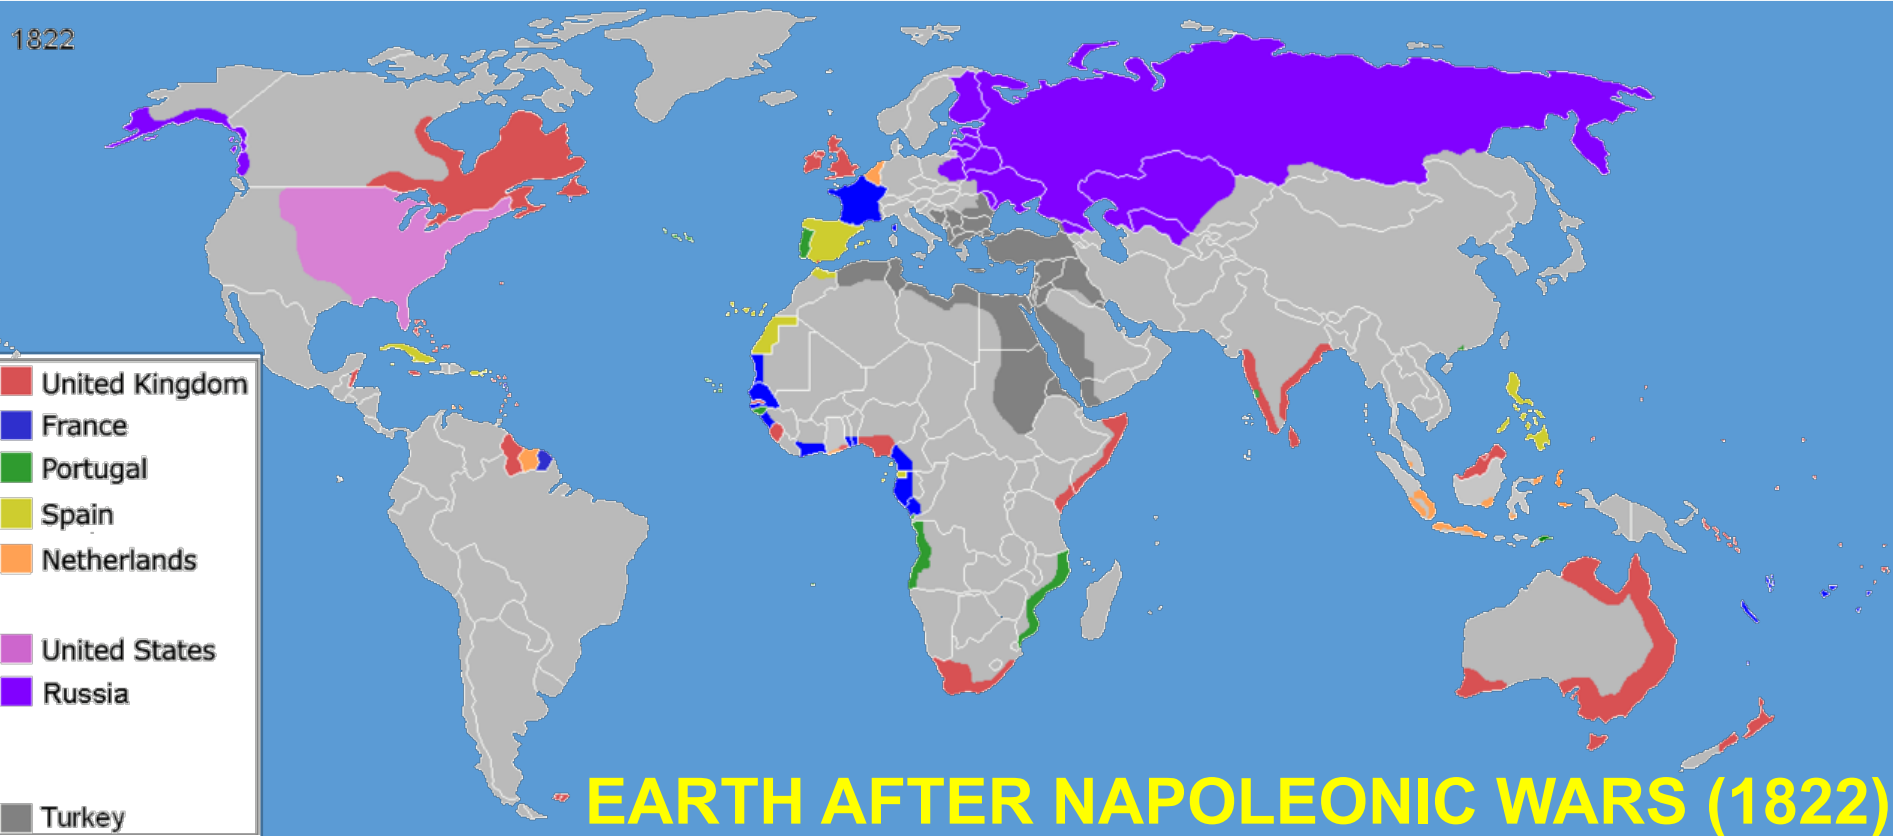 1822
United Kingdom
France
Portugal
Spain
Netherlands
United States
Russia
Turkey
EARTH AFTER NAPOLEONIC WARS (1822)